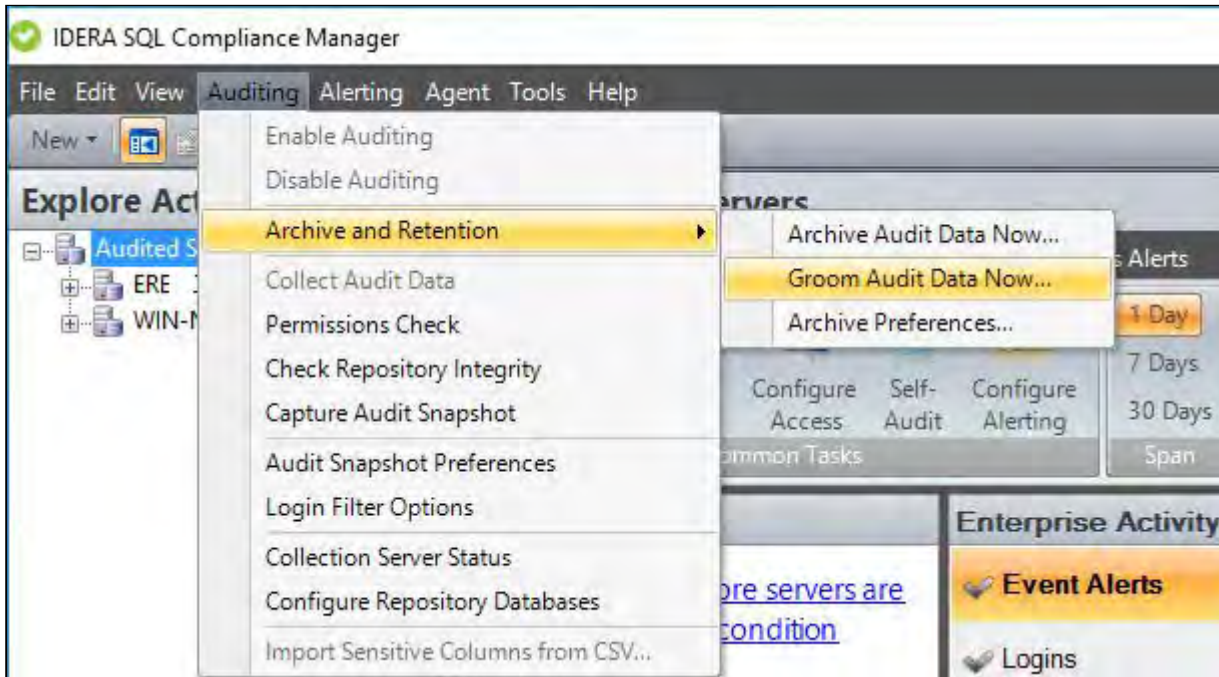 IDERA SQL Compliance Manager
File Edit View Auditing Alerting Agent Tools Help
New
Enable Auditing
Disable Auditing
Archive and Retention
Collect Audit Data
Permissions Check
Check Repository Integrity
Capture Audit Snapshot
Audit Snapshot Preferences
Login Filter Options
Collection Server Status
Configure Repository Databases
Import Sensitive Columns from CSV...
Archive Audit Data Now...
Groom Audit Data Now...
Archive Preferences...
Explore Act
Audited S
ERE
WIN-N
ervers
s Alerts
1 Day
7 Days
30 Days
Span
Configure
Access
Self-
Audit
Configure
Alerting
ommon Tasks
Enterprise Activity
Event Alerts
Logins
ore servers are
condition